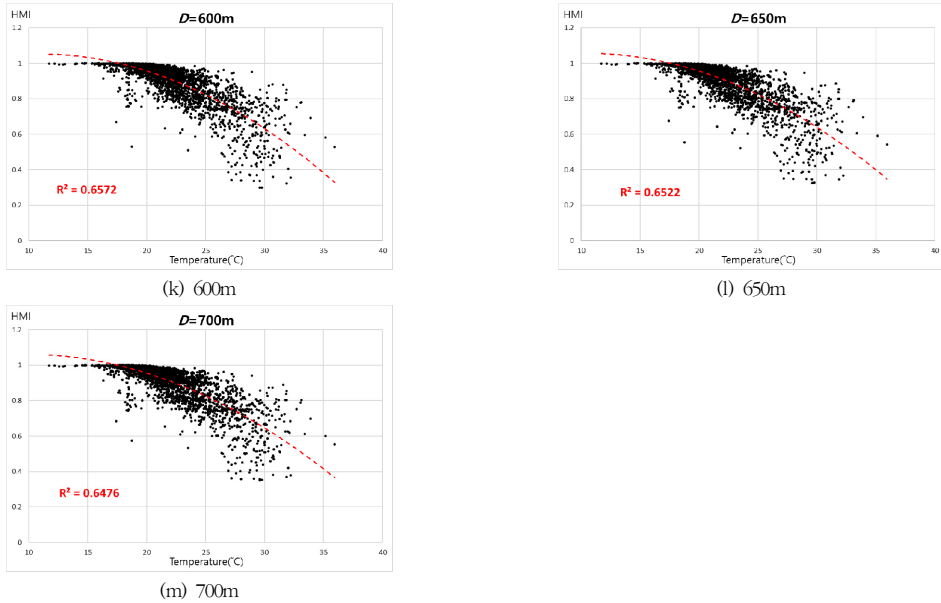 HMI
D=600m
1.2
1
0.8
0.6
0.4
0.2
0
R² = 0.6572
10 15 20 25 30 35 40
Temperature(˚C)
(k) 600m
HMI
D=650m
1.2
1
0.8
0.6
0.4
0.2
0
R² = 0.6522
10 15 20 25 30 35 40
Temperature(˚C)
(l) 650m
HMI
D=700m
1.2
1
0.8
0.6
0.4
0.2
0
R² = 0.6476
10 15 20 25 30 35 40
Temperature(˚C)
(m) 700m